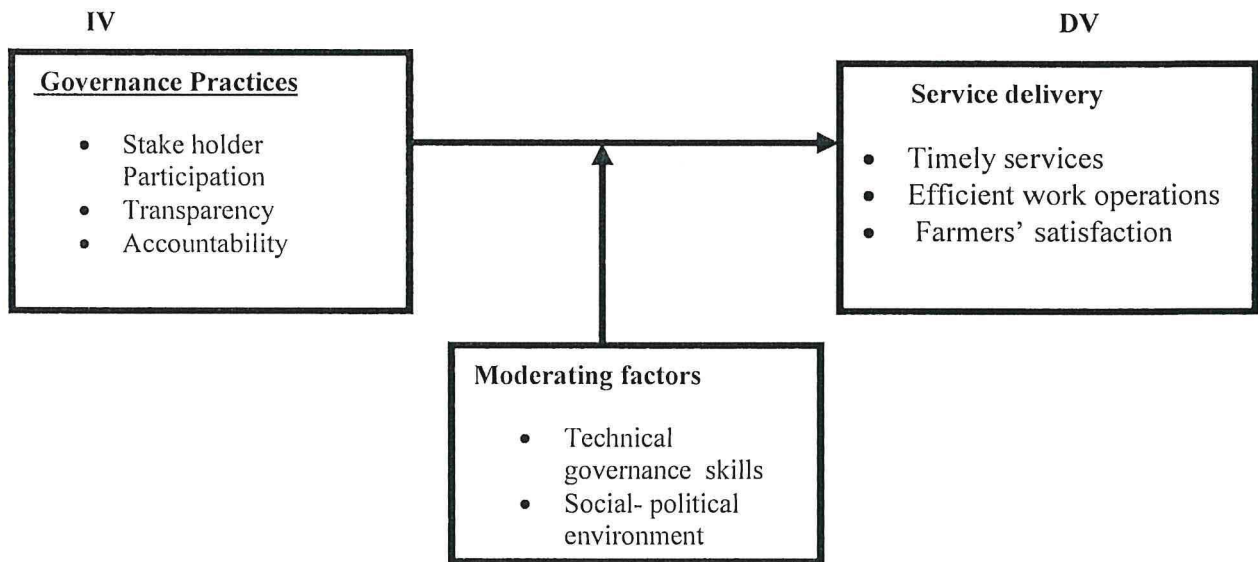 IV
DV
Governance Practices
• Stake holder
Participation
• Transparency
• Accountability
Service delivery
• Timely services
• Efficient work operations
• Farmers’ satisfaction
Moderating factors
• Technical
governance skills
• Social- political
environment